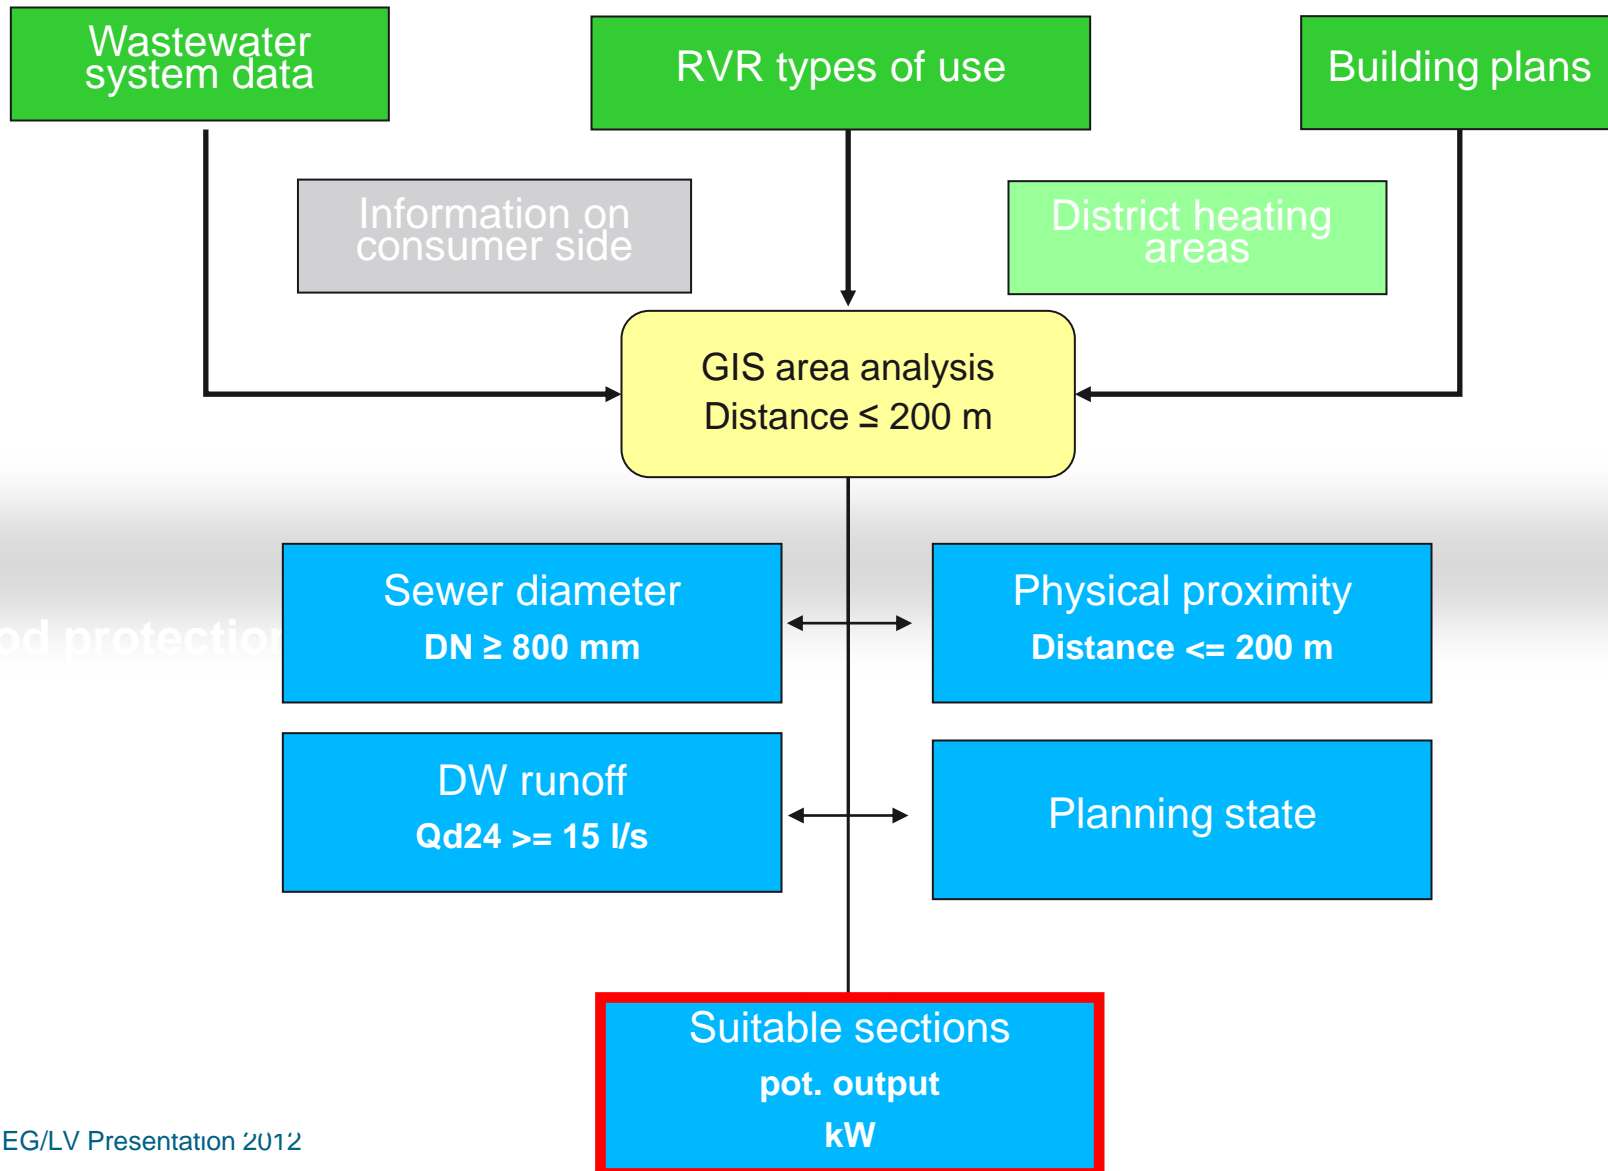 Wastewater
system data
RVR types of use
Building plans
Information on
consumer side
District heating
areas
GIS area analysis
Distance ≤ 200 m
Sewer diameter
DN ≥ 800 mm
Physical proximity
Distance <= 200 m
od protection
DW runoff
Qd24 >= 15 l/s
Planning state
Suitable sections
pot. output
kW
EG/LV Presentation 2012